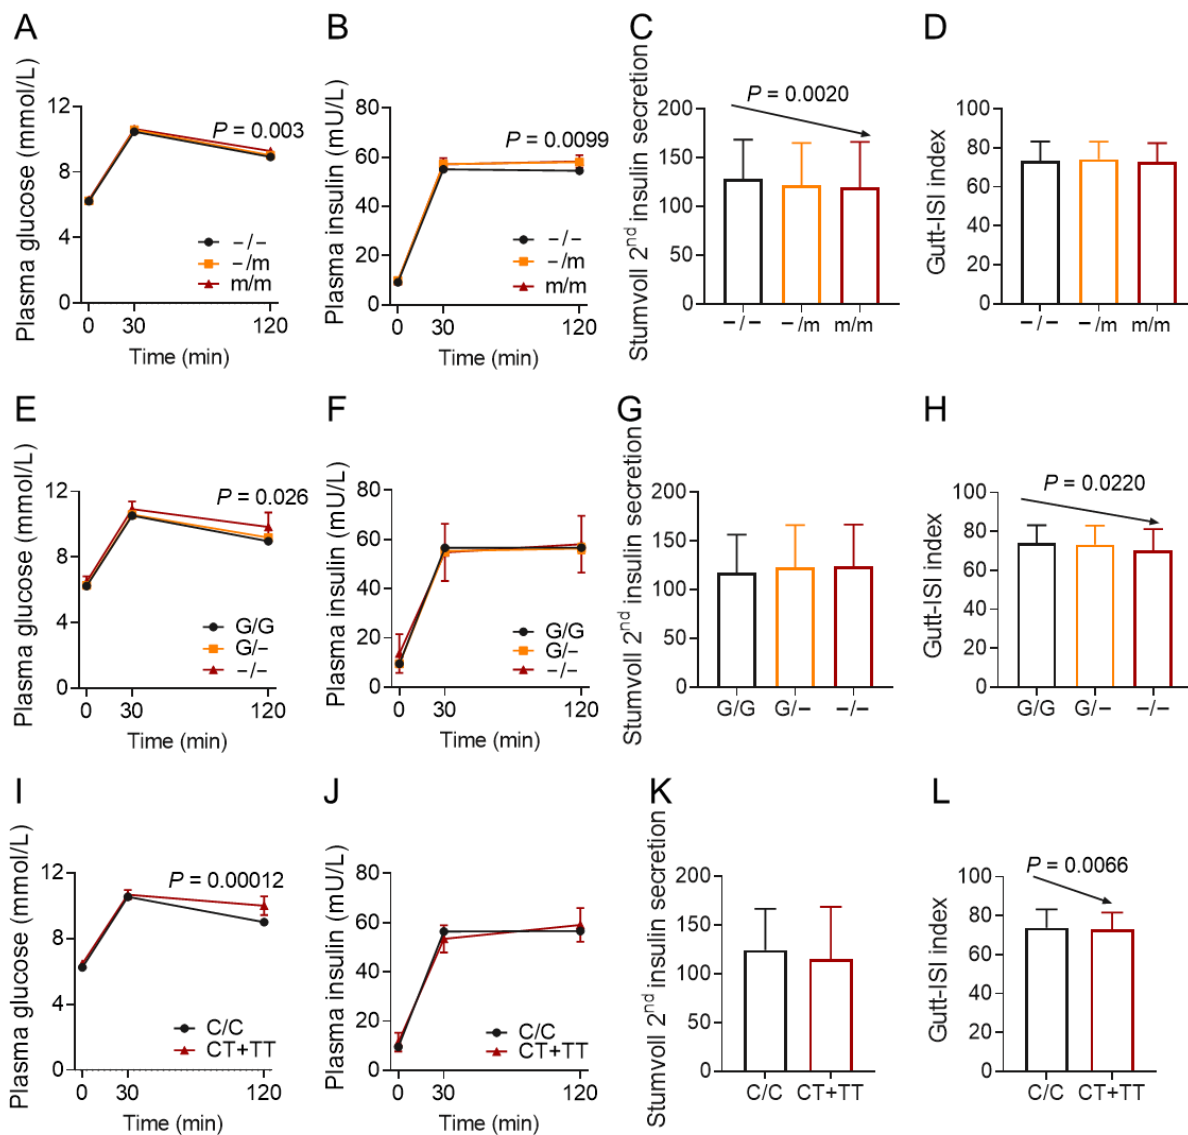 A
Plasma glucose (mmol/L)
12
8
4
0
P = 0.003
−/−
−/m
m/m
0 30 120
Time (min)
B
Plasma insulin (mU/L)
80
60
40
20
0
P = 0.0099
−/−
−/m
m/m
0 30 120
Time (min)
C
Stumvoll 2nd insulin secretion
200
150
100
50
0
P = 0.0020
−/− −/m m/m
D
Gutt-ISI index
100
80
60
40
20
0
−/− −/m m/m
E
Plasma glucose (mmol/L)
12
8
4
0
P = 0.026
G/G
G/−
−/−
0 30 120
Time (min)
F
Plasma insulin (mU/L)
80
60
40
20
0
G/G
G/−
−/−
0 30 120
Time (min)
G
Stumvoll 2nd insulin secretion
200
150
100
50
0
G/G G/− −/−
H
Gutt-ISI index
100
80
60
40
20
0
P = 0.0220
G/G G/− −/−
I
Plasma glucose (mmol/L)
12
8
4
0
P = 0.00012
C/C
CT+TT
0 30 120
Time (min)
J
Plasma insulin (mU/L)
80
60
40
20
0
C/C
CT+TT
0 30 120
Time (min)
K
Stumvoll 2nd insulin secretion
200
150
100
50
0
C/C CT+TT
L
Gutt-ISI index
100
80
60
40
20
0
P = 0.0066
C/C CT+TT